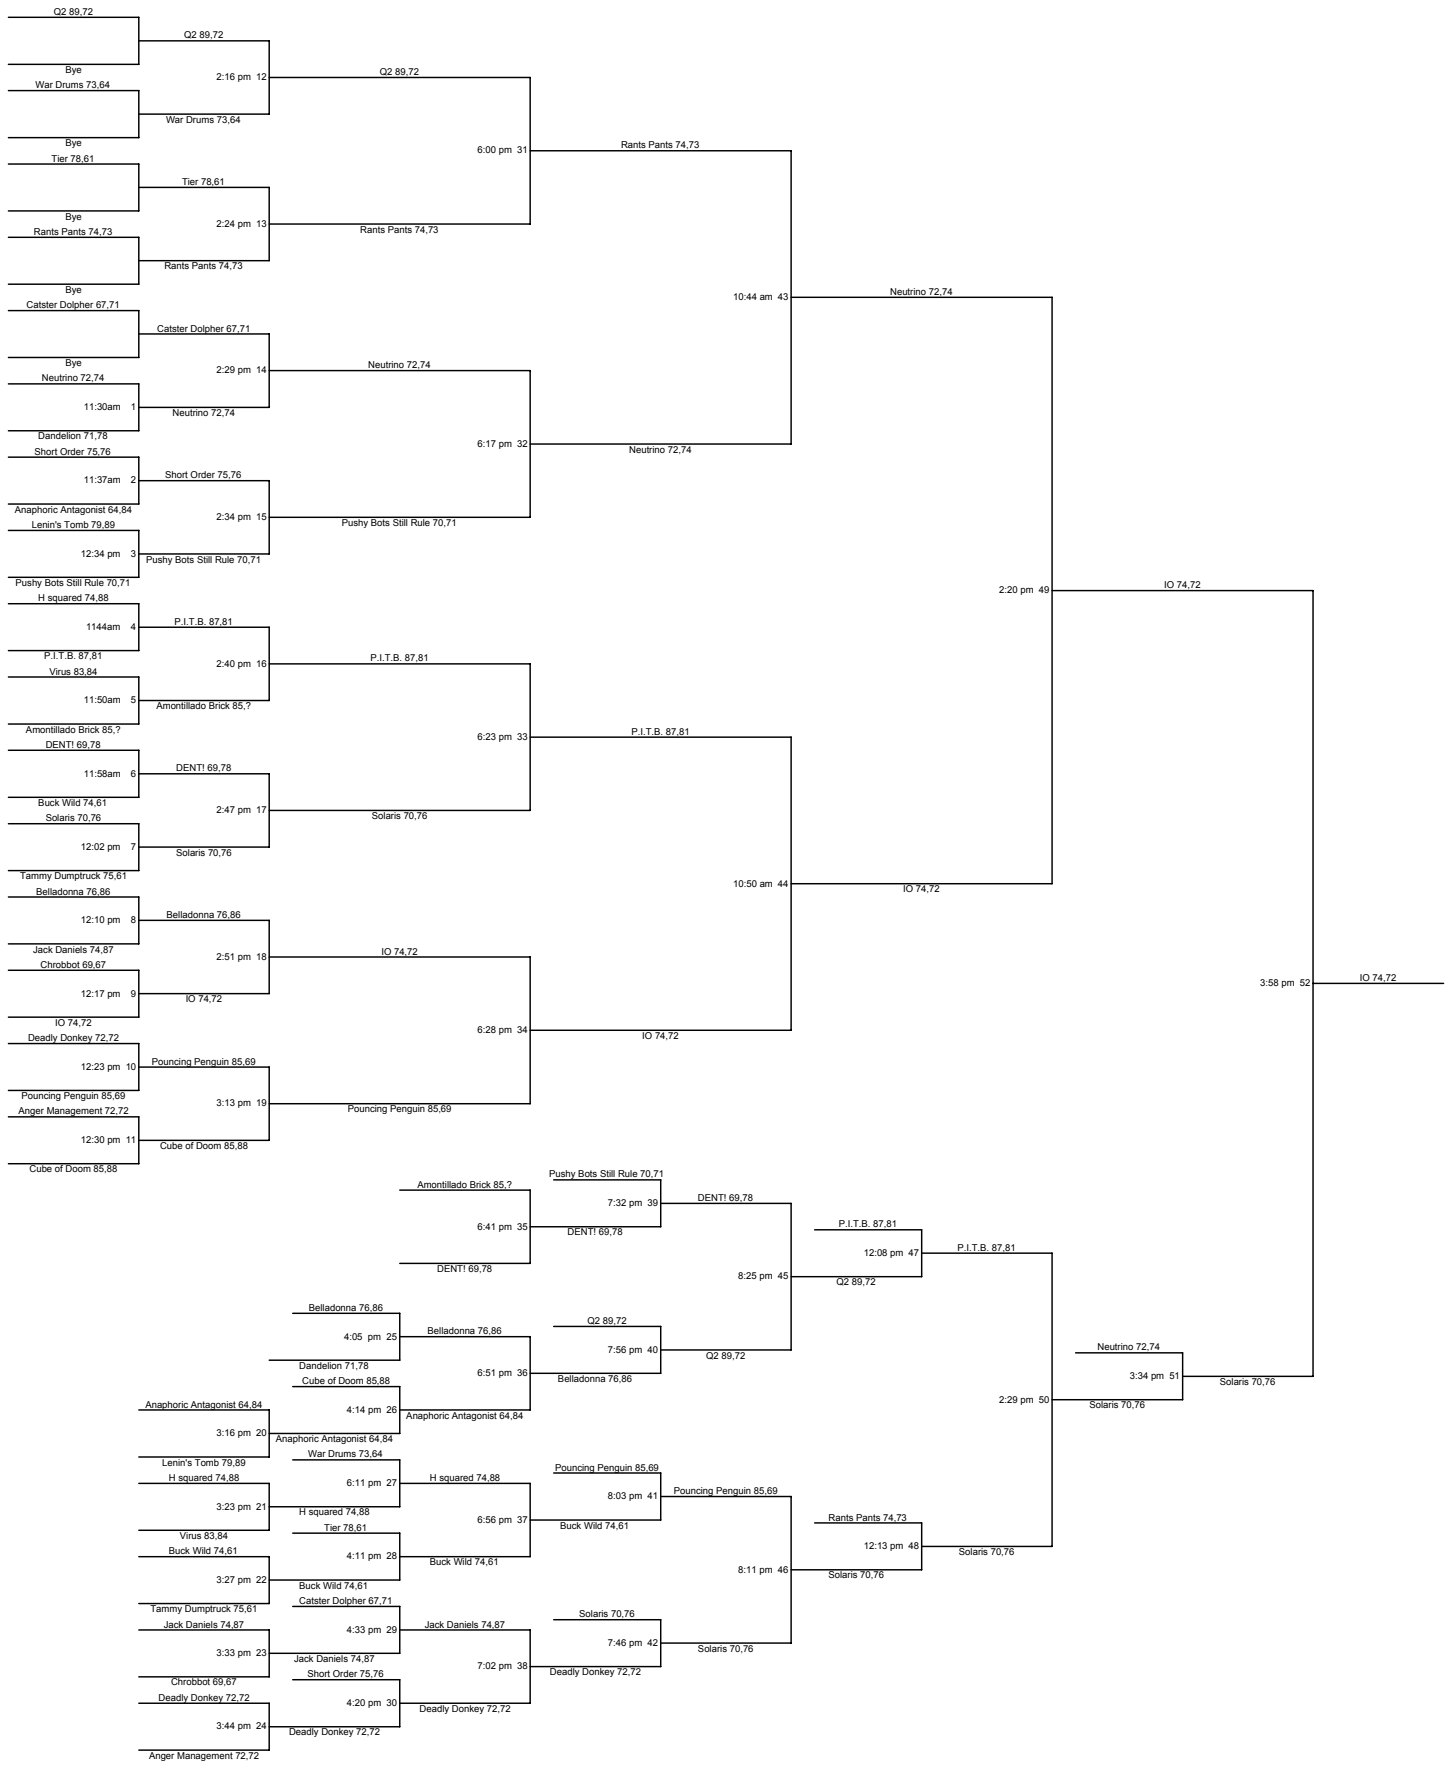 Q2 89,72
Q2 89,72
2:16 pm 12
Q2 89,72
Bye
War Drums 73,64
War Drums 73,64
Bye
6:00 pm 31
Rants Pants 74,73
Tier 78,61
Tier 78,61
Bye
2:24 pm 13
Rants Pants 74,73
Rants Pants 74,73
Rants Pants 74,73
Bye
10:44 am 43
Neutrino 72,74
Catster Dolpher 67,71
Catster Dolpher 67,71
Bye
2:29 pm 14
Neutrino 72,74
Neutrino 72,74
11:30am 1
Neutrino 72,74
Dandelion 71,78
6:17 pm 32
Neutrino 72,74
Short Order 75,76
11:37am 2
Short Order 75,76
Anaphoric Antagonist 64,84
2:34 pm 15
Pushy Bots Still Rule 70,71
Lenin's Tomb 79,89
12:34 pm 3
Pushy Bots Still Rule 70,71
Pushy Bots Still Rule 70,71
2:20 pm 49
IO 74,72
H squared 74,88
1144am 4
P.I.T.B. 87,81
P.I.T.B. 87,81
2:40 pm 16
P.I.T.B. 87,81
Virus 83,84
11:50am 5
Amontillado Brick 85,?
Amontillado Brick 85,?
6:23 pm 33
P.I.T.B. 87,81
DENT! 69,78
11:58am 6
DENT! 69,78
Buck Wild 74,61
2:47 pm 17
Solaris 70,76
Solaris 70,76
12:02 pm 7
Solaris 70,76
Tammy Dumptruck 75,61
10:50 am 44
IO 74,72
Belladonna 76,86
12:10 pm 8
Belladonna 76,86
Jack Daniels 74,87
2:51 pm 18
IO 74,72
Chrobbot 69,67
12:17 pm 9
IO 74,72
IO 74,72
3:58 pm 52
IO 74,72
6:28 pm 34
IO 74,72
Deadly Donkey 72,72
12:23 pm 10
Pouncing Penguin 85,69
Pouncing Penguin 85,69
3:13 pm 19
Pouncing Penguin 85,69
Anger Management 72,72
12:30 pm 11
Cube of Doom 85,88
Cube of Doom 85,88
Pushy Bots Still Rule 70,71
Amontillado Brick 85,?
7:32 pm 39
DENT! 69,78
6:41 pm 35
DENT! 69,78
DENT! 69,78
P.I.T.B. 87,81
12:08 pm 47
P.I.T.B. 87,81
8:25 pm 45
Q2 89,72
Belladonna 76,86
4:05 pm 25
Belladonna 76,86
Dandelion 71,78
Q2 89,72
7:56 pm 40
Q2 89,72
6:51 pm 36
Belladonna 76,86
Cube of Doom 85,88
4:14 pm 26
Anaphoric Antagonist 64,84
Neutrino 72,74
3:34 pm 51
Solaris 70,76
2:29 pm 50
Solaris 70,76
Anaphoric Antagonist 64,84
3:16 pm 20
Anaphoric Antagonist 64,84
Lenin's Tomb 79,89
War Drums 73,64
6:11 pm 27
H squared 74,88
H squared 74,88
3:23 pm 21
H squared 74,88
Virus 83,84
Pouncing Penguin 85,69
8:03 pm 41
Pouncing Penguin 85,69
6:56 pm 37
Buck Wild 74,61
Tier 78,61
4:11 pm 28
Buck Wild 74,61
Rants Pants 74,73
12:13 pm 48
Solaris 70,76
8:11 pm 46
Solaris 70,76
Buck Wild 74,61
3:27 pm 22
Buck Wild 74,61
Tammy Dumptruck 75,61
Catster Dolpher 67,71
4:33 pm 29
Jack Daniels 74,87
Jack Daniels 74,87
3:33 pm 23
Jack Daniels 74,87
Chrobbot 69,67
Solaris 70,76
7:46 pm 42
Solaris 70,76
7:02 pm 38
Deadly Donkey 72,72
Short Order 75,76
4:20 pm 30
Deadly Donkey 72,72
Deadly Donkey 72,72
3:44 pm 24
Deadly Donkey 72,72
Anger Management 72,72